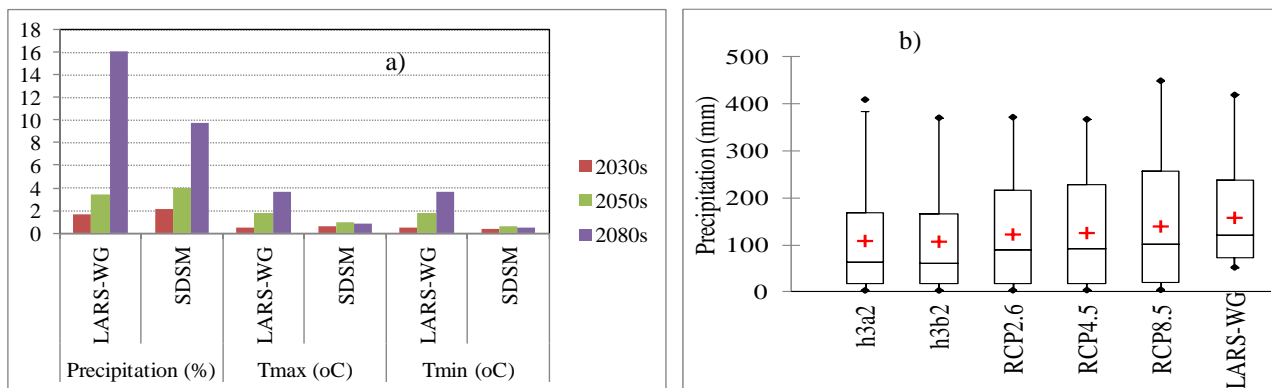 a)
18
16
14
12
10
8
6
4
2
0
LARS-WG
SDSM
LARS-WG
SDSM
LARS-WG
SDSM
Precipitation (%)
Tmax (oC)
Tmin (oC)
2030s
2050s
2080s
b)
Precipitation (mm)
500
400
300
200
100
0
h3a2
h3b2
RCP2.6
RCP4.5
RCP8.5
LARS-WG